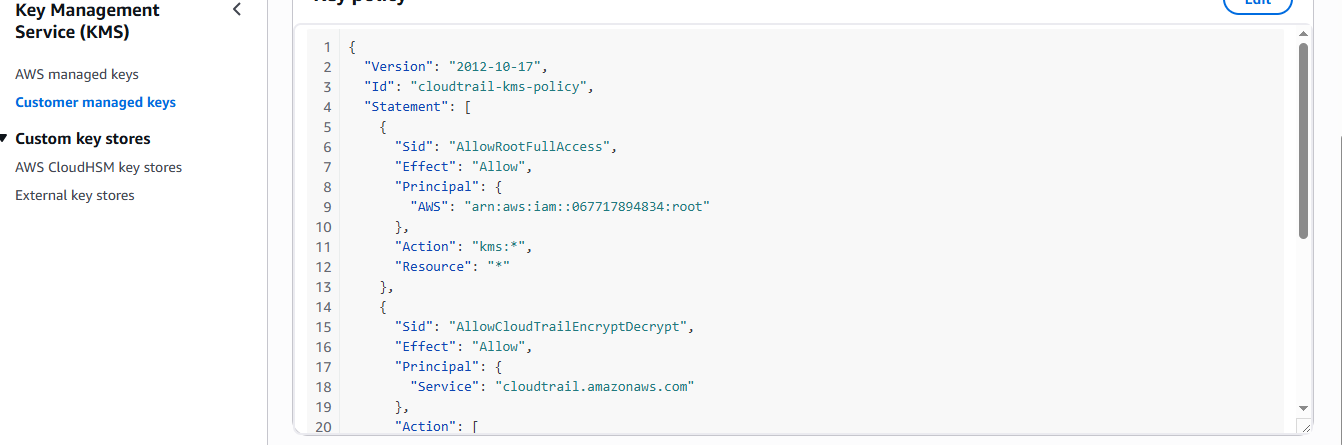 Key Management
Service (KMS)
AWS managed keys
Customer managed keys
Custom key stores
AWS CloudHSM key stores
External key stores
Key policy
Edit
1 {
2 "Version": "2012-10-17",
3 "Id": "cloudtrail-kms-policy",
4 "Statement": [
5 {
6 "Sid": "AllowRootFullAccess",
7 "Effect": "Allow",
8 "Principal": {
9 "AWS": "arn:aws:iam::067717894834:root"
10 },
11 "Action": "kms:*",
12 "Resource": "*"
13 },
14 {
15 "Sid": "AllowCloudTrailEncryptDecrypt",
16 "Effect": "Allow",
17 "Principal": {
18 "Service": "cloudtrail.amazonaws.com"
19 },
20 "Action": [